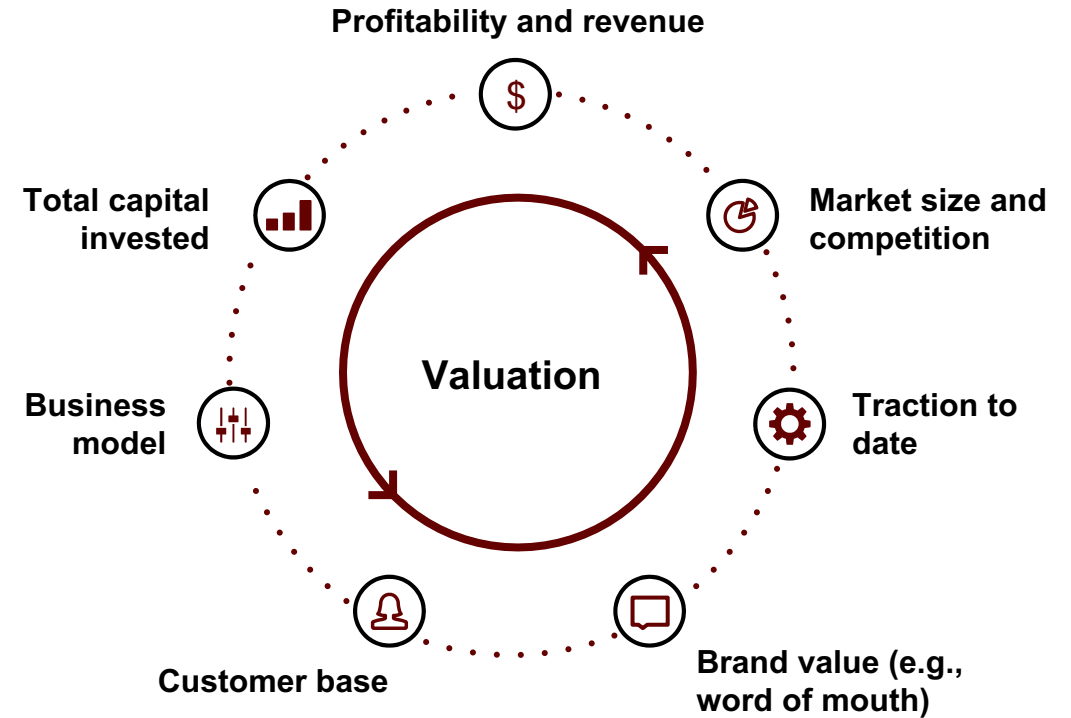 Profitability and revenue
$
Total capital
invested
Market size and
competition
Valuation
Business
model
Traction to
date
Customer base
Brand value (e.g.,
word of mouth)